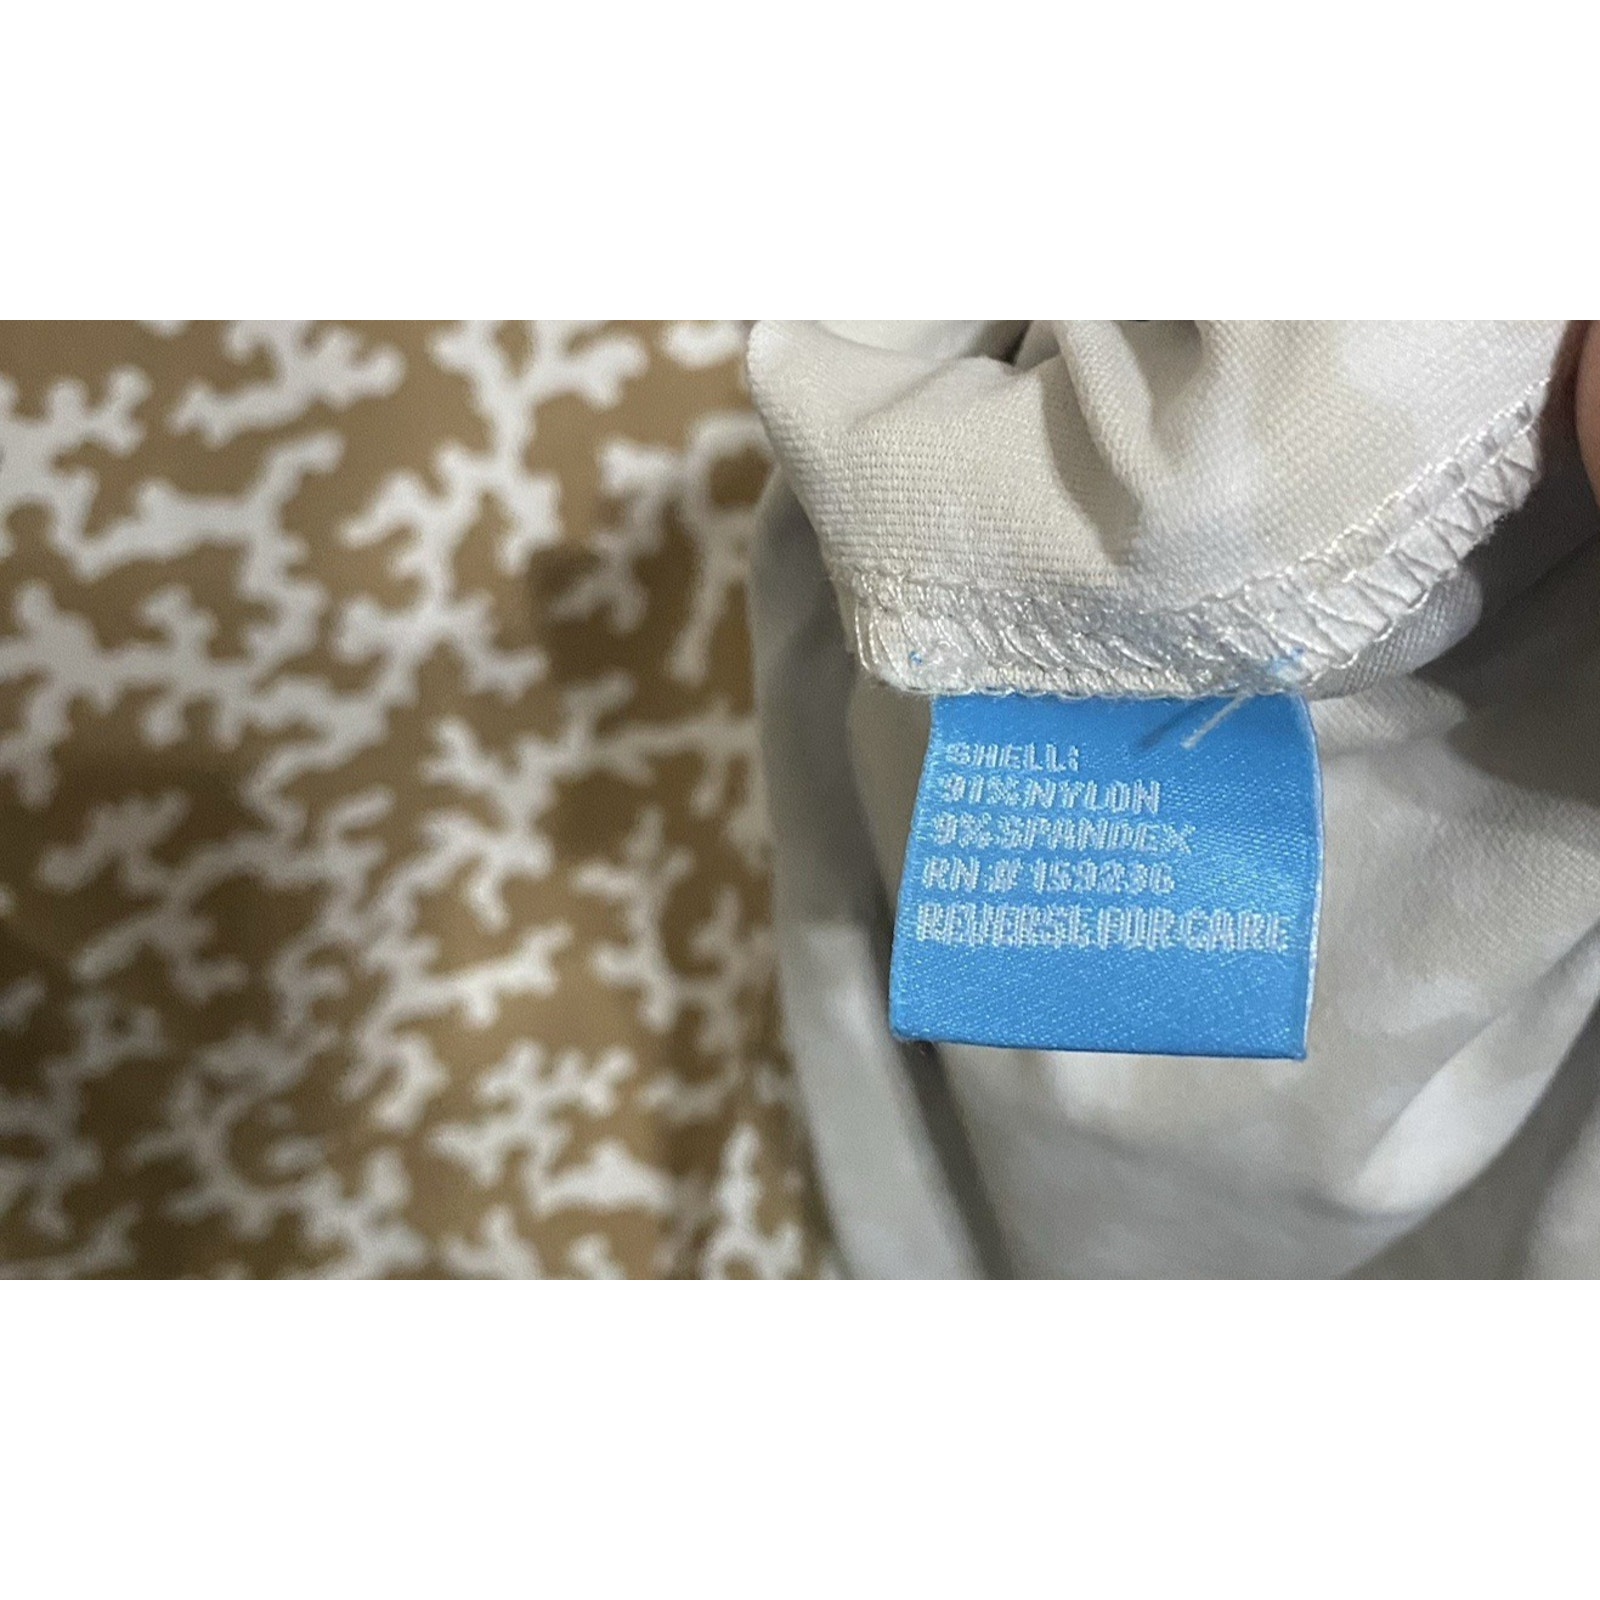 SHELL:
91% NYLON
9% SPANDEX
RN # 159236
REVERSE FOR CARE